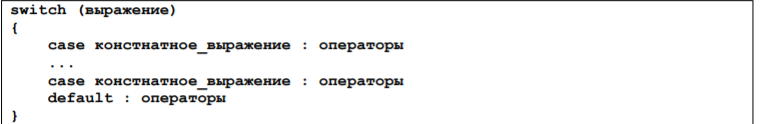 switch (выражение)
{
case констнатное_выражение : операторы
...
case констнатное_выражение : операторы
default : операторы
}